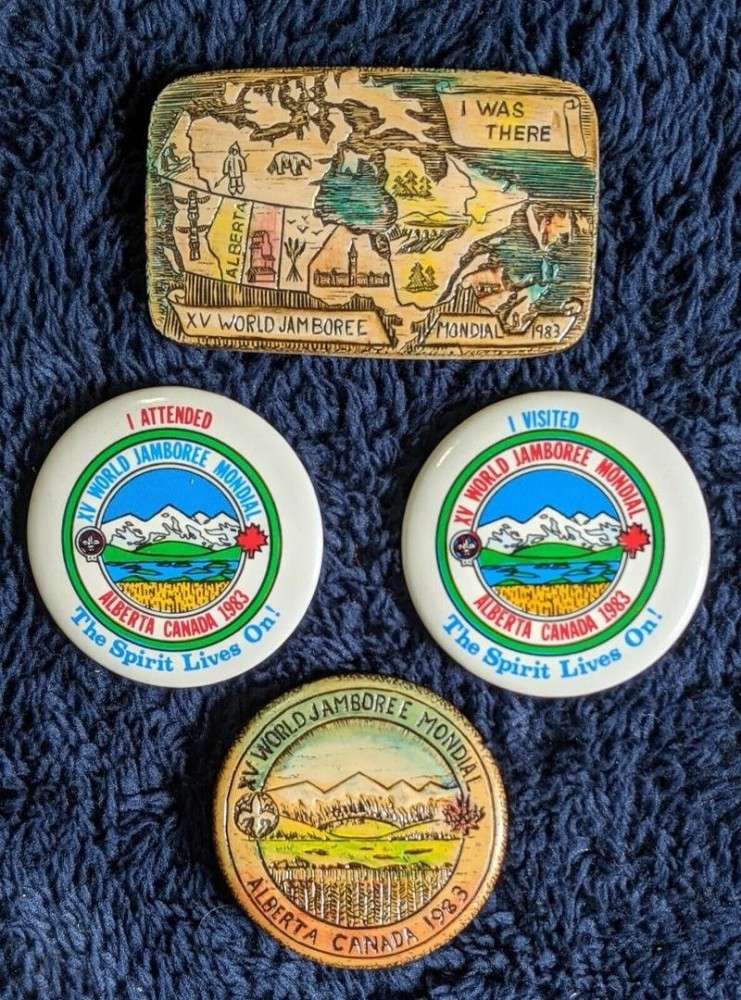 I WAS
THERE
ALBERTA
XV WORLD JAMBOREE MONDIAL 1983
I ATTENDED
XV WORLD JAMBOREE MONDIAL
ALBERTA CANADA 1983
The Spirit Lives On!
I VISITED
XV WORLD JAMBOREE MONDIAL
ALBERTA CANADA 1983
The Spirit Lives On!
XV WORLD JAMBOREE MONDIAL
ALBERTA CANADA 1983